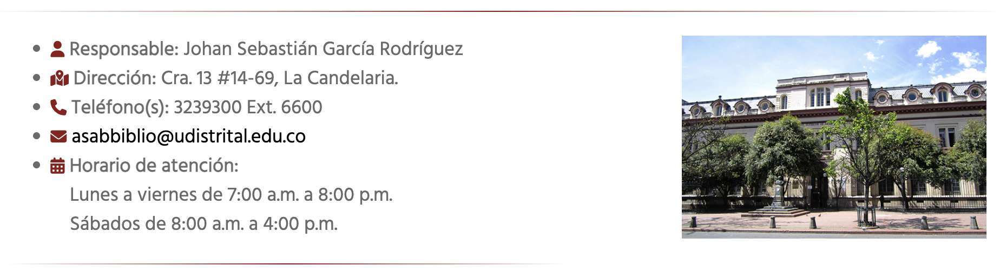 Responsable: Johan Sebastián García Rodríguez
Dirección: Cra. 13 #14-69, La Candelaria.
Teléfono(s): 3239300 Ext. 6600
asabbiblio@udistrital.edu.co
Horario de atención:
Lunes a viernes de 7:00 a.m. a 8:00 p.m.
Sábados de 8:00 a.m. a 4:00 p.m.